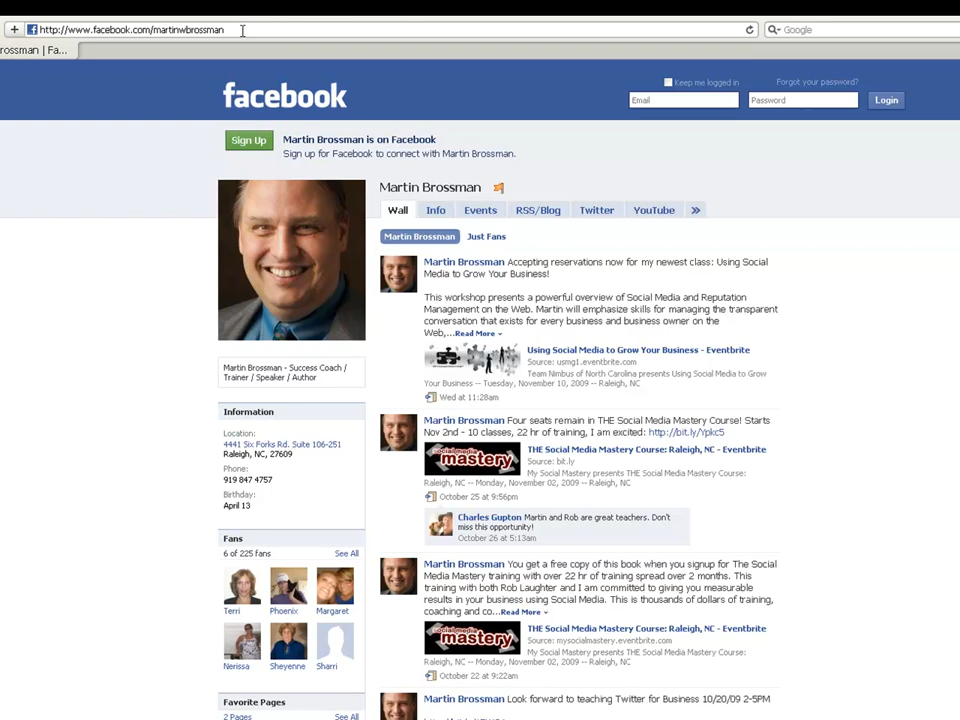 http://www.facebook.com/martinwbrossman
Google
rossman | Fa...
facebook
Keep me logged in
Forgot your password?
Email
Password
Login
Sign Up
Martin Brossman is on Facebook
Sign up for Facebook to connect with Martin Brossman.
Martin Brossman
Wall
Info
Events
RSS/Blog
Twitter
YouTube
»
Martin Brossman
Just Fans
Martin Brossman Accepting reservations now for my newest class: Using Social
Media to Grow Your Business!
This workshop presents a powerful overview of Social Media and Reputation
Management on the Web. Martin will emphasize skills for managing the transparent
conversation that exists for every business and business owner on the
Web,...Read More
Using Social Media to Grow Your Business - Eventbrite
Source: usmg1.eventbrite.com
Team Nimbus of North Carolina presents Using Social Media to Grow
Your Business -- Tuesday, November 10, 2009 -- Raleigh, NC
Wed at 11:28am
Martin Brossman Four seats remain in THE Social Media Mastery Course! Starts
Nov 2nd - 10 classes, 22 hr of training, I am excited: http://bit.ly/Ypkc5
socialmedia
mastery
THE Social Media Mastery Course: Raleigh, NC - Eventbrite
Source: bit.ly
My Social Mastery presents THE Social Media Mastery Course:
Raleigh, NC -- Monday, November 02, 2009 -- Raleigh, NC
October 25 at 9:56pm
Charles Gupton Martin and Rob are great teachers. Don't
miss this opportunity!
October 26 at 5:13am
Martin Brossman You get a free copy of this book when you signup for The Social
Media Mastery training with over 22 hr of training spread over 2 months. This
training with both Rob Laughter and I am committed to giving you measurable
results in your business using Social Media. This is thousands of dollars of training,
coaching and co...Read More
socialmedia
mastery
THE Social Media Mastery Course: Raleigh, NC - Eventbrite
Source: mysocialmastery.eventbrite.com
My Social Mastery presents THE Social Media Mastery Course:
Raleigh, NC -- Monday, November 02, 2009 -- Raleigh, NC
October 22 at 9:22am
Martin Brossman Look forward to teaching Twitter for Business 10/20/09 2-5PM
Martin Brossman - Success Coach /
Trainer / Speaker / Author
Information
Location:
4441 Six Forks Rd. Suite 106-251
Raleigh, NC, 27609
Phone:
919 847 4757
Birthday:
April 13
Fans
6 of 225 fans
See All
Terri
Phoenix
Margaret
Nerissa
Sheyenne
Sharri
Favorite Pages
2 Pages
See All